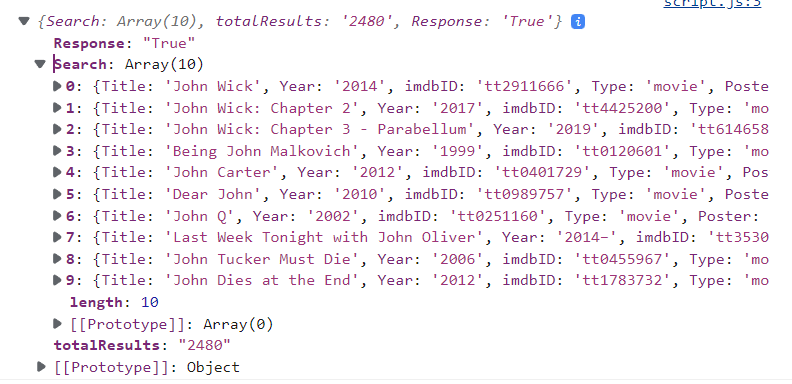 script.js:3
{Search: Array(10), totalResults: '2480', Response: 'True'} i
Response: "True"
Search: Array(10)
0: {Title: 'John Wick', Year: '2014', imdbID: 'tt2911666', Type: 'movie', Poste
1: {Title: 'John Wick: Chapter 2', Year: '2017', imdbID: 'tt4425200', Type: 'mo
2: {Title: 'John Wick: Chapter 3 - Parabellum', Year: '2019', imdbID: 'tt614658
3: {Title: 'Being John Malkovich', Year: '1999', imdbID: 'tt0120601', Type: 'mo
4: {Title: 'John Carter', Year: '2012', imdbID: 'tt0401729', Type: 'movie', Pos
5: {Title: 'Dear John', Year: '2010', imdbID: 'tt0989757', Type: 'movie', Poste
6: {Title: 'John Q', Year: '2002', imdbID: 'tt0251160', Type: 'movie', Poster:
7: {Title: 'Last Week Tonight with John Oliver', Year: '2014–', imdbID: 'tt3530
8: {Title: 'John Tucker Must Die', Year: '2006', imdbID: 'tt0455967', Type: 'mo
9: {Title: 'John Dies at the End', Year: '2012', imdbID: 'tt1783732', Type: 'mo
length: 10
[[Prototype]]: Array(0)
totalResults: "2480"
[[Prototype]]: Object